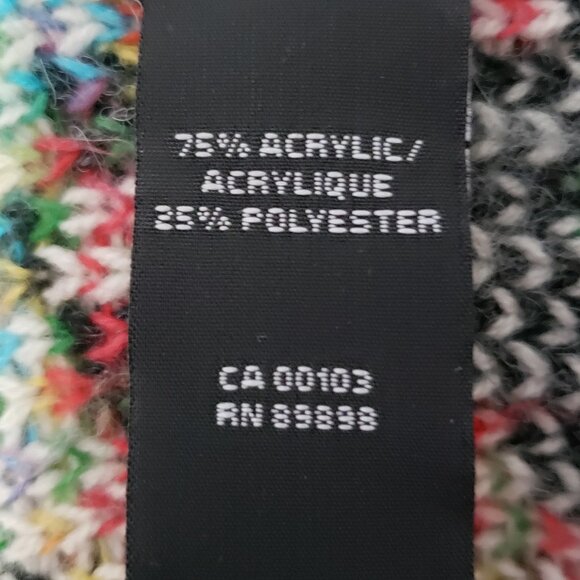 75% ACRYLIC/
ACRYLIQUE
25% POLYESTER
CA 00103
RN 89898